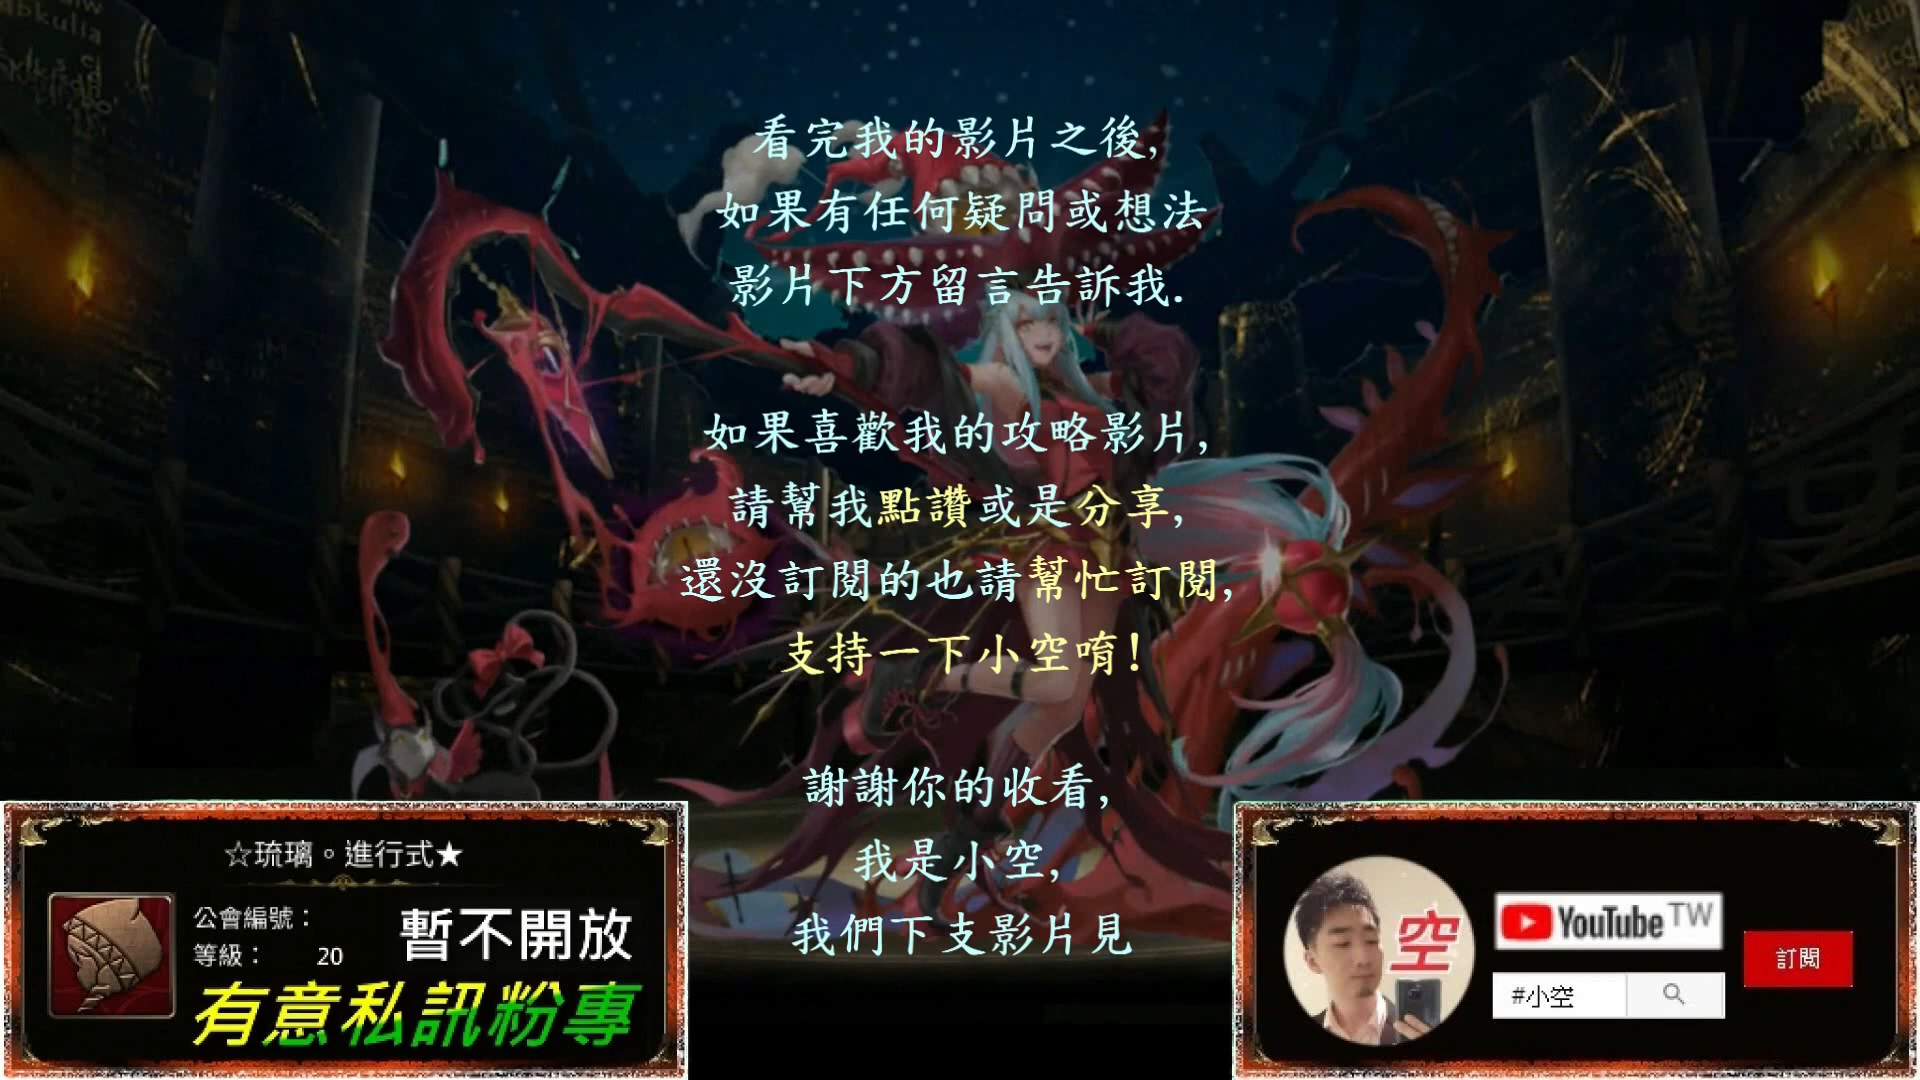 看完我的影片之後,
如果有任何疑問或想法
影片下方留言告訴我.
如果喜歡我的攻略影片,
請幫我點讚或是分享,
還沒訂閱的也請幫忙訂閱,
支持一下小空唷!
謝謝你的收看,
我是小空,
我們下支影片見
☆琉璃。進行式★
公會編號：
等級： 20
暫不開放
有意私訊粉專
空
YouTube TW
#小空
訂閱